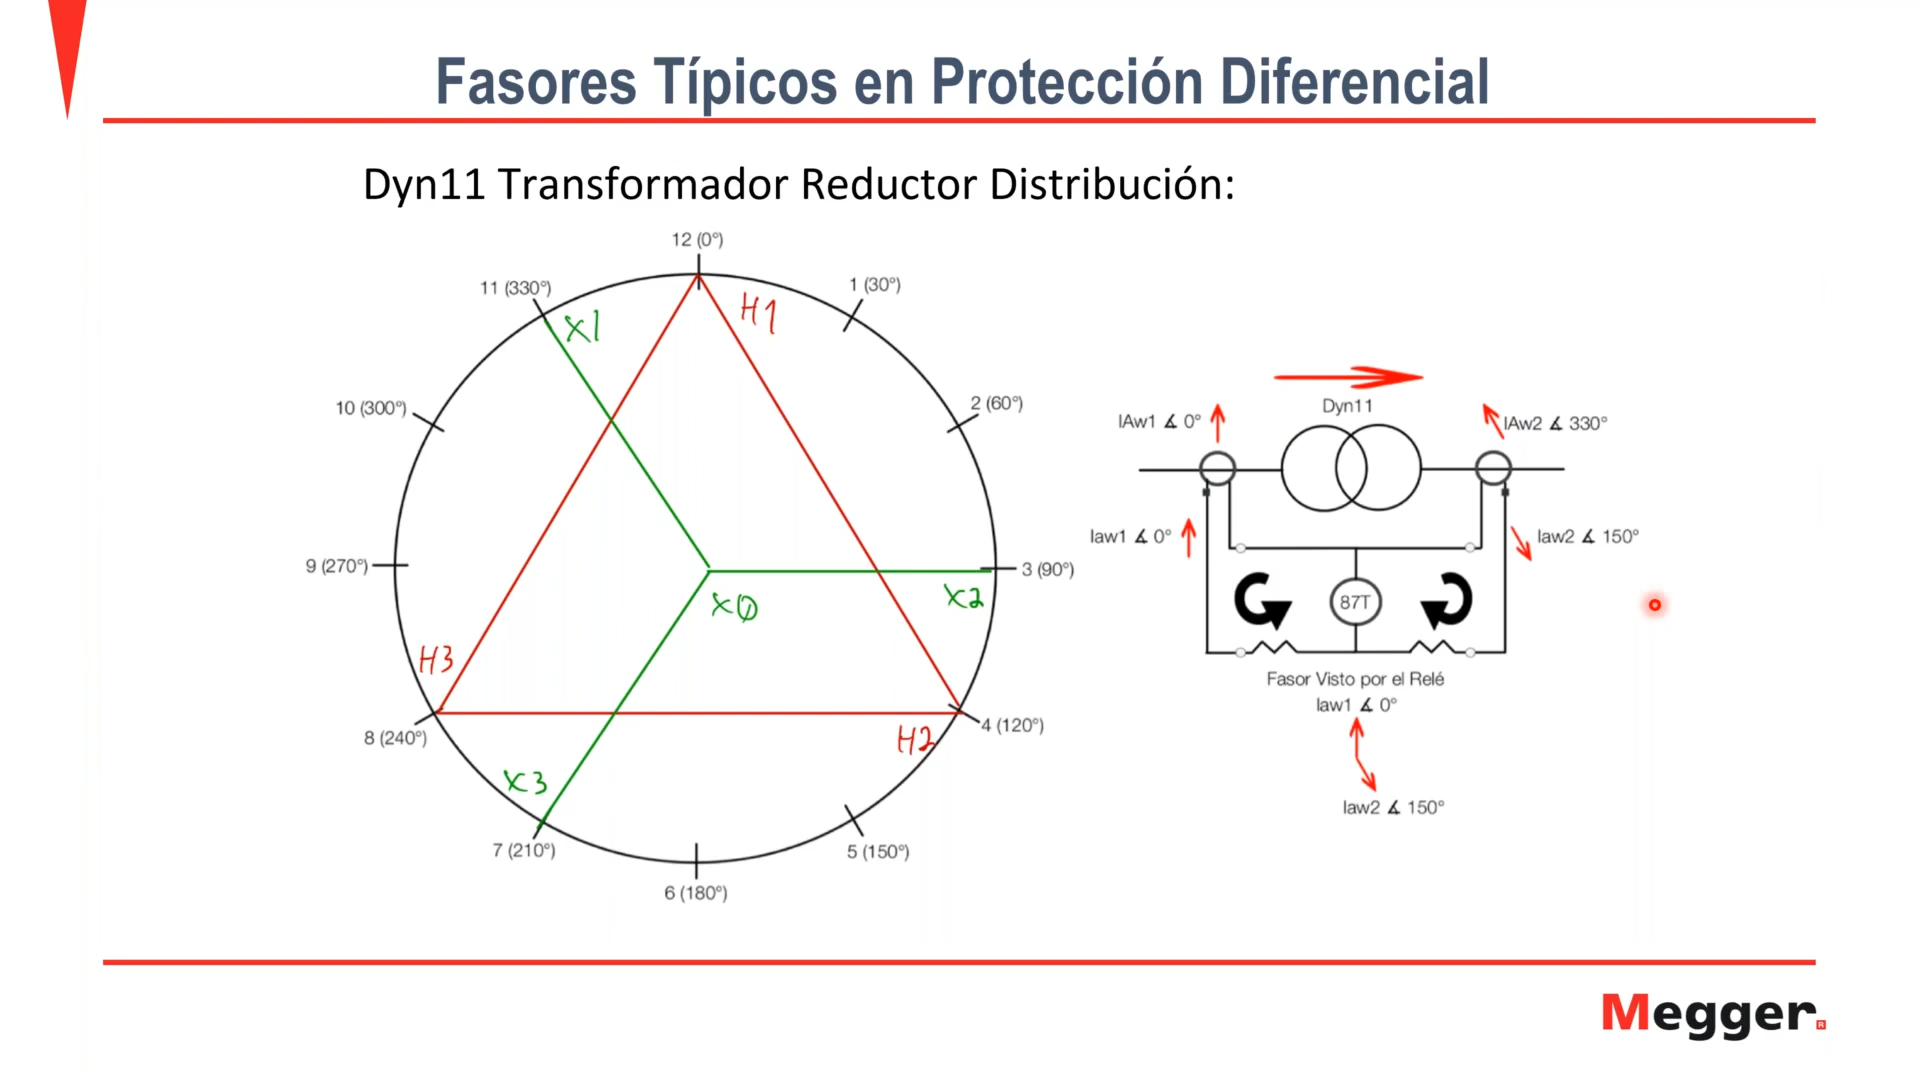 Fasores Típicos en Protección Diferencial
Dyn11 Transformador Reductor Distribución:
12 (0°)
11 (330°)
1 (30°)
X1
H1
10 (300°)
2 (60°)
9 (270°)
3 (90°)
X2
X0
H3
8 (240°)
4 (120°)
H2
X3
7 (210°)
5 (150°)
6 (180°)
Dyn11
IAw1 ∡ 0°
IAw2 ∡ 330°
Iaw1 ∡ 0°
Iaw2 ∡ 150°
87T
Fasor Visto por el Relé
Iaw1 ∡ 0°
Iaw2 ∡ 150°
Megger®